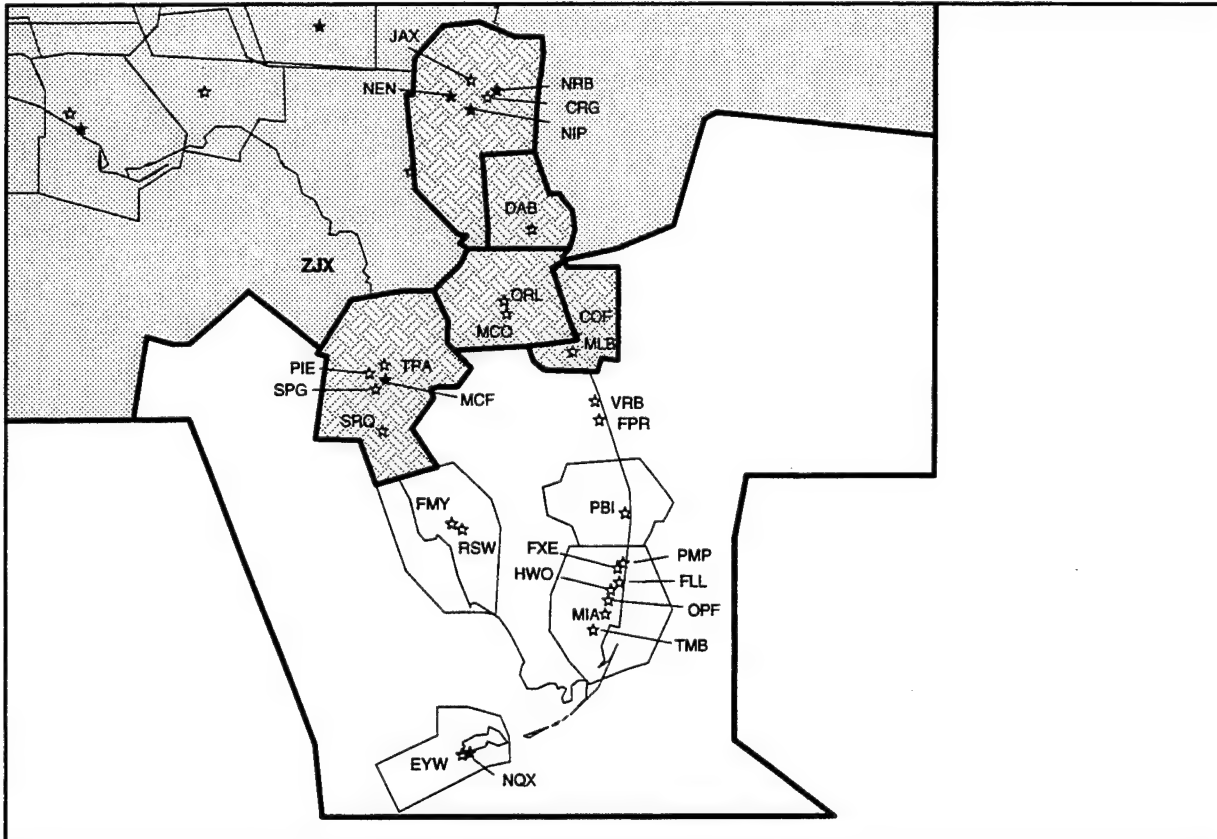 JAX
NEN
NRB
CRG
NIP
DAB
ZJX
ORL
MCO
COF
MLB
PIE
TPA
SPG
MCF
SRQ
VRB
FPR
FMY
RSW
PBI
FXE
PMP
HWO
FLL
MIA
OPF
TMB
EYW
NQX